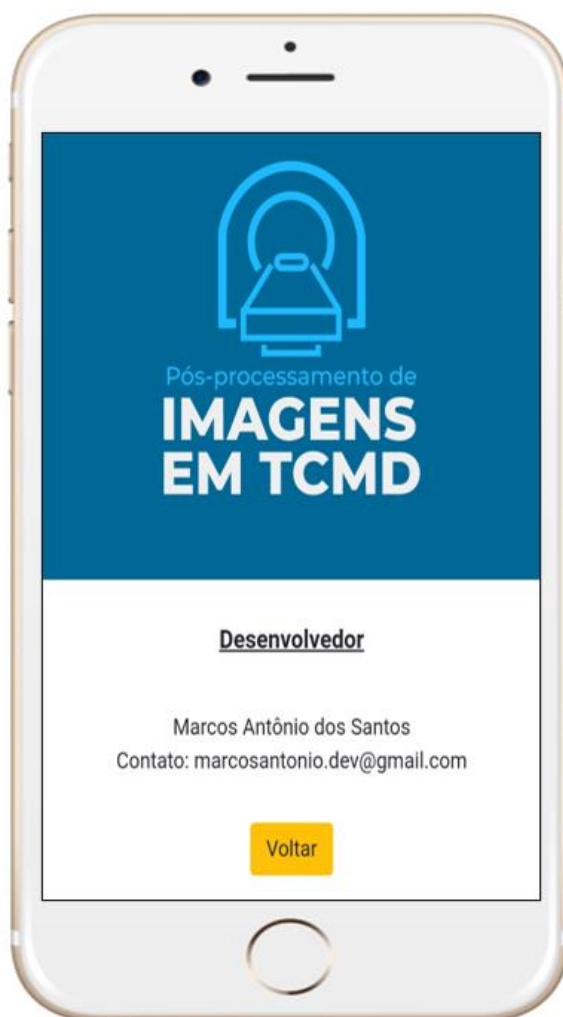 Pós-processamento de
IMAGENS
EM TCMD
Desenvolvedor
Marcos Antônio dos Santos
Contato: marcosantonio.dev@gmail.com
Voltar